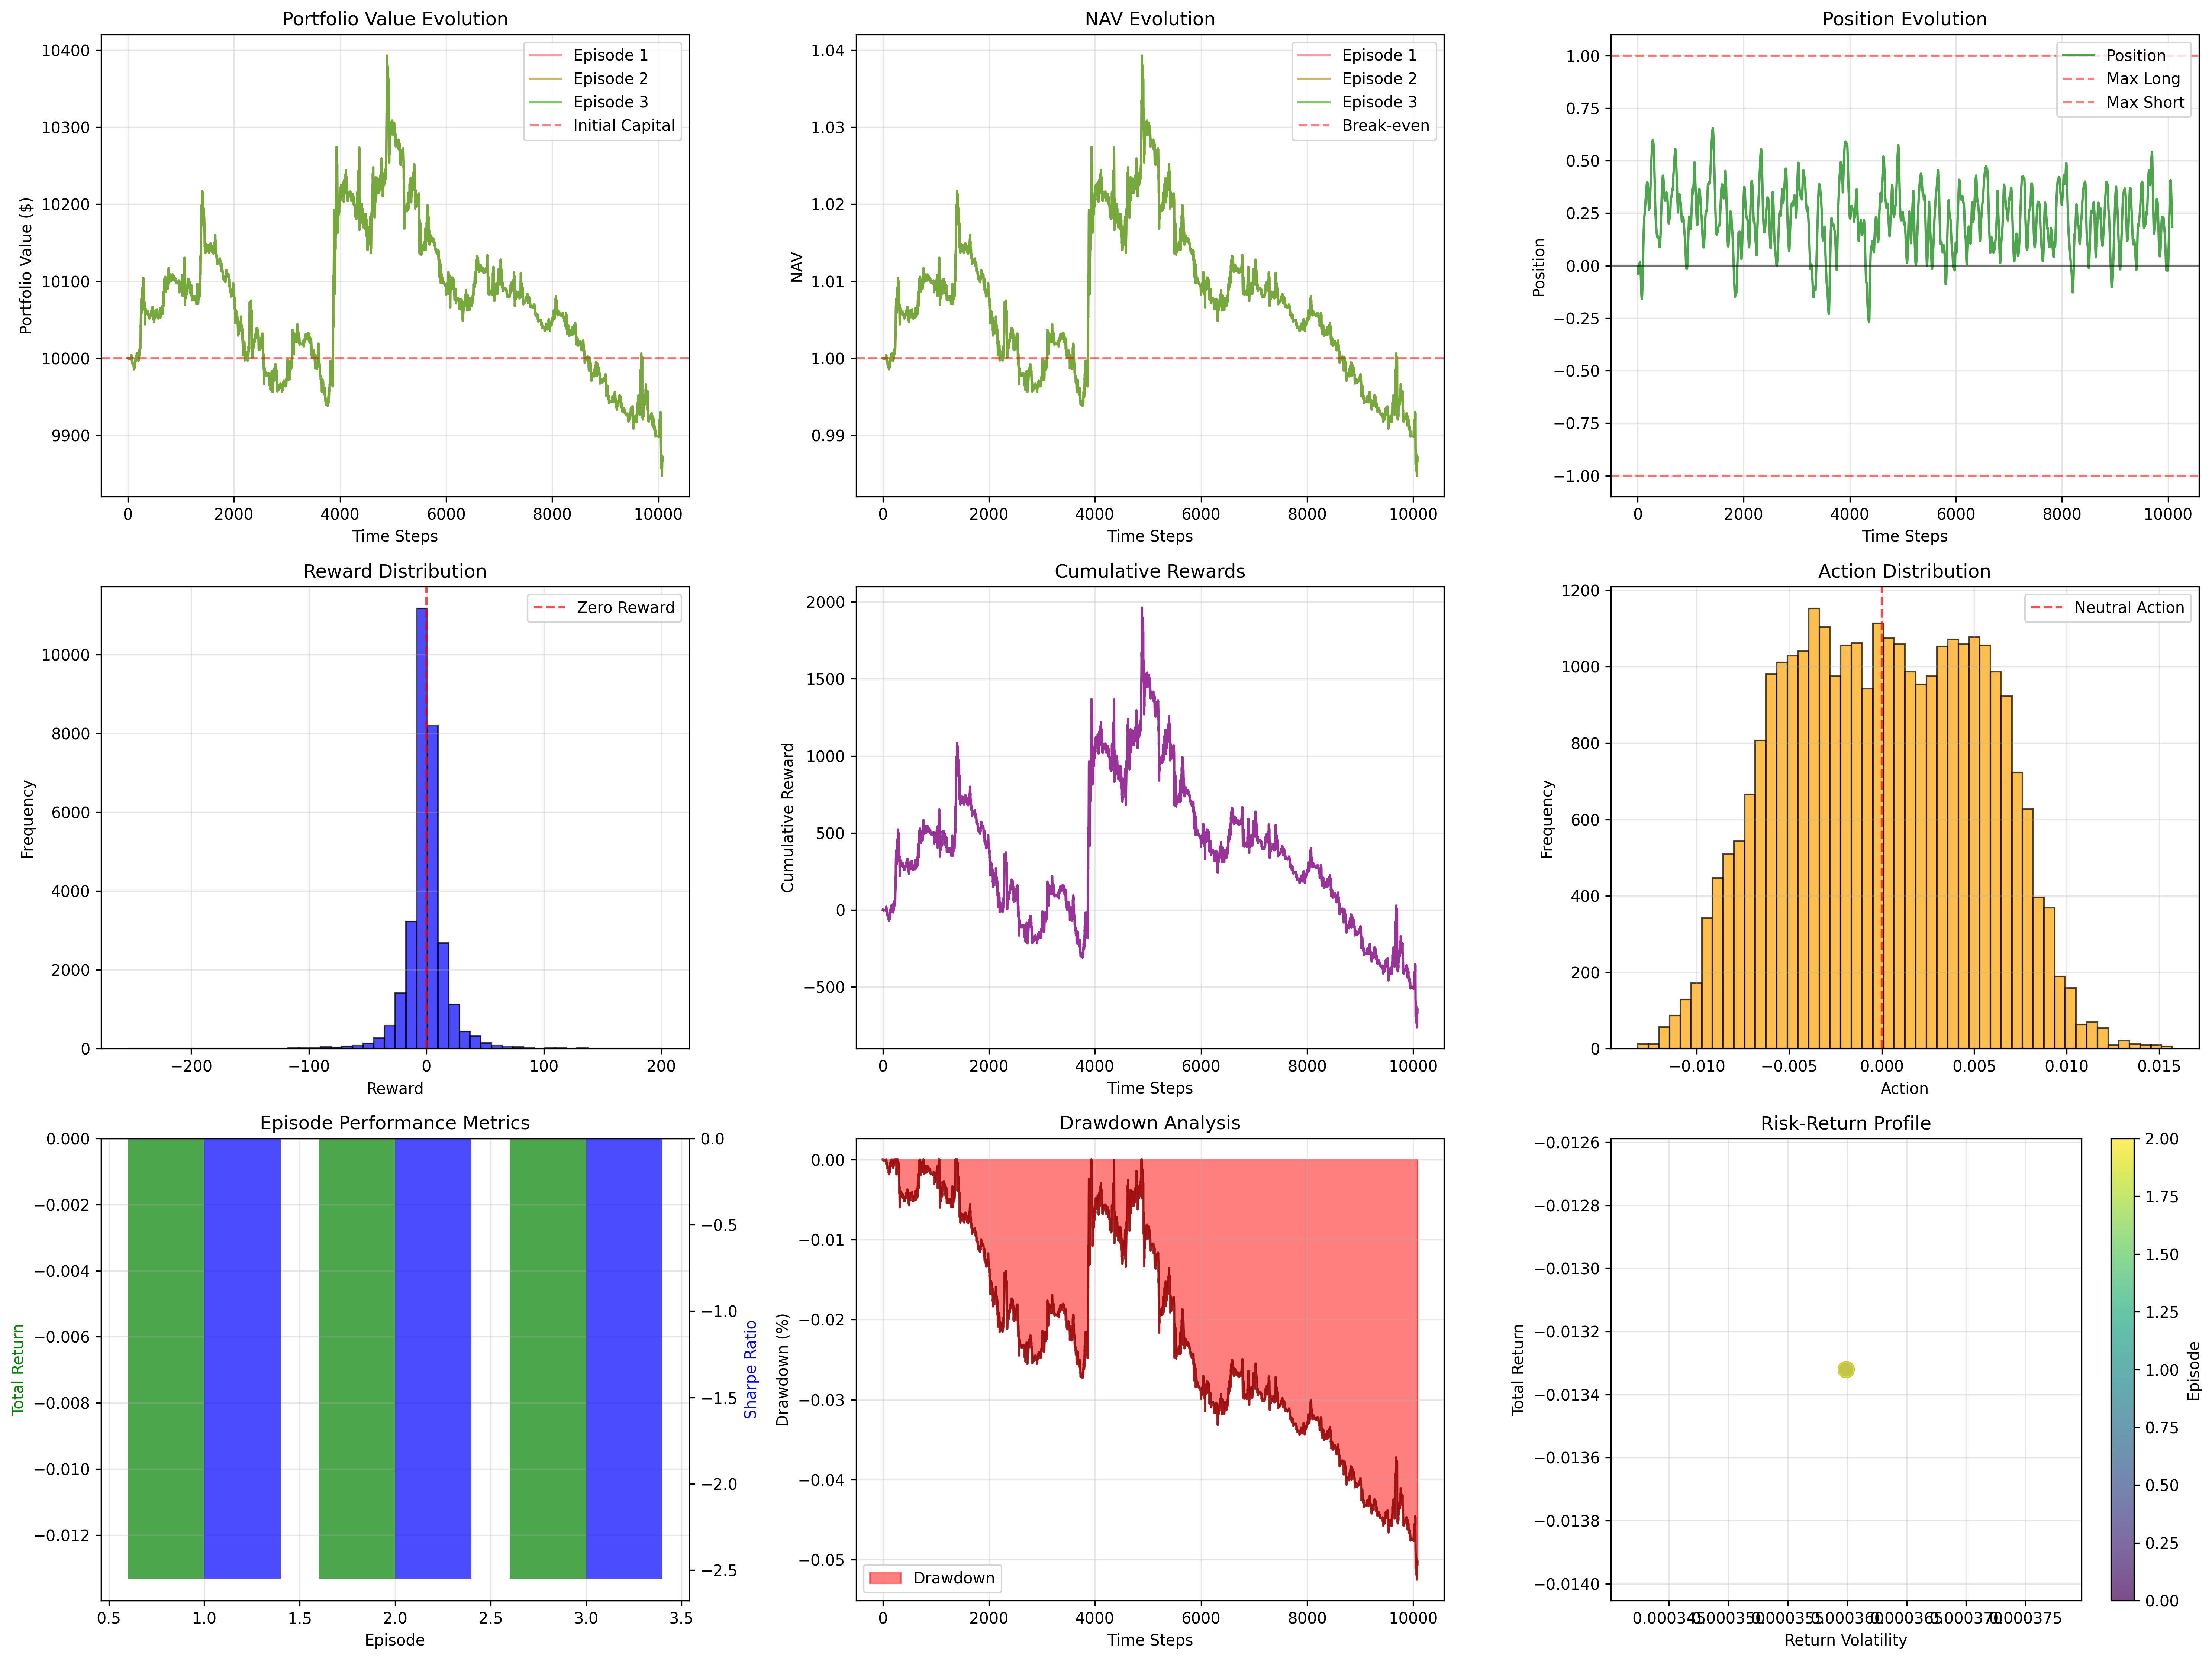 Portfolio Value Evolution
Portfolio Value ($)
10400
10300
10200
10100
10000
9900
Episode 1
Episode 2
Episode 3
Initial Capital
0 2000 4000 6000 8000 10000
Time Steps
NAV Evolution
NAV
1.04
1.03
1.02
1.01
1.00
0.99
Episode 1
Episode 2
Episode 3
Break-even
0 2000 4000 6000 8000 10000
Time Steps
Position Evolution
Position
1.00
0.75
0.50
0.25
0.00
−0.25
−0.50
−0.75
−1.00
Position
Max Long
Max Short
0 2000 4000 6000 8000 10000
Time Steps
Reward Distribution
Frequency
10000
8000
6000
4000
2000
0
Zero Reward
−200 −100 0 100 200
Reward
Cumulative Rewards
Cumulative Reward
2000
1500
1000
500
0
−500
0 2000 4000 6000 8000 10000
Time Steps
Action Distribution
Frequency
1200
1000
800
600
400
200
0
Neutral Action
−0.010 −0.005 0.000 0.005 0.010 0.015
Action
Episode Performance Metrics
Total Return
0.000
−0.002
−0.004
−0.006
−0.008
−0.010
−0.012
0.0
−0.5
−1.0
−1.5
−2.0
−2.5
Sharpe Ratio
0.5 1.0 1.5 2.0 2.5 3.0 3.5
Episode
Drawdown Analysis
Drawdown (%)
0.00
−0.01
−0.02
−0.03
−0.04
−0.05
Drawdown
0 2000 4000 6000 8000 10000
Time Steps
Risk-Return Profile
Total Return
−0.0126
−0.0128
−0.0130
−0.0132
−0.0134
−0.0136
−0.0138
−0.0140
0.000345 0.000350 0.000355 0.000360 0.000365 0.000370 0.000375
Return Volatility
2.00
1.75
1.50
1.25
1.00
0.75
0.50
0.25
0.00
Episode